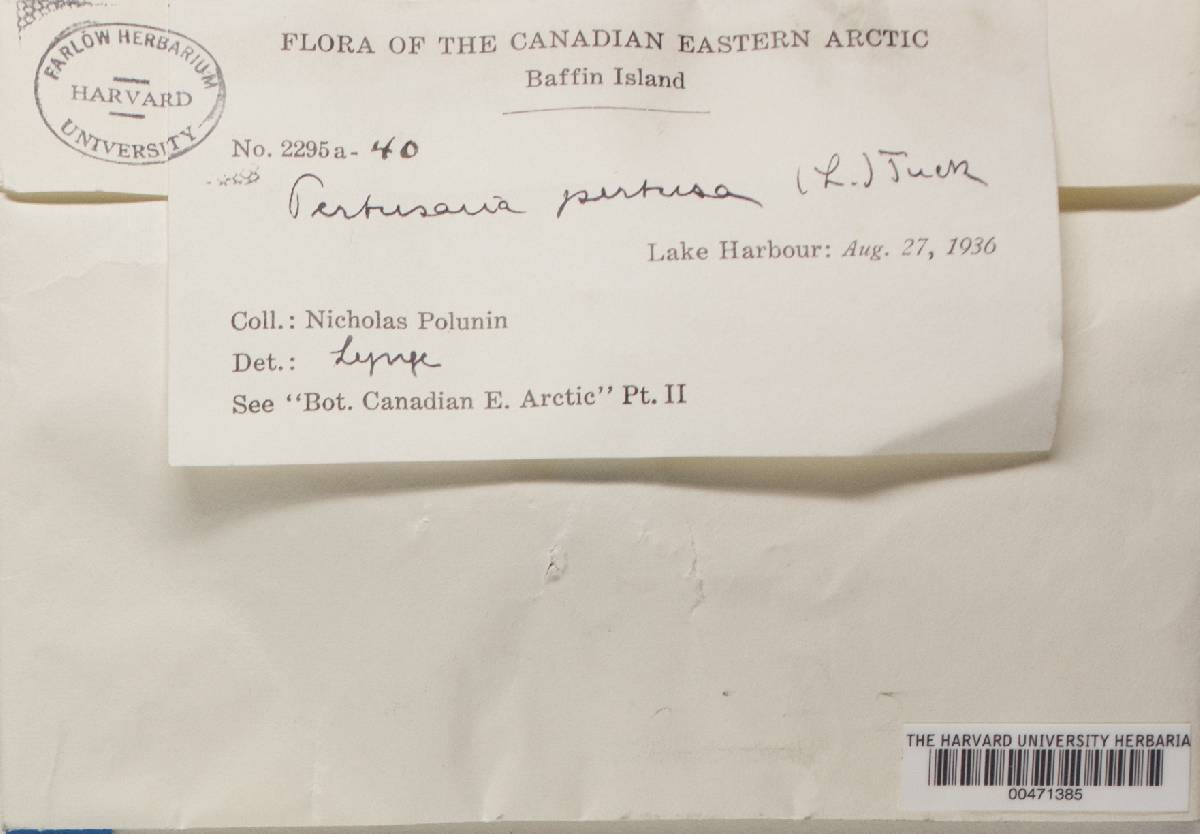 FARLOW HERBARIUM
HARVARD
UNIVERSITY
FLORA OF THE CANADIAN EASTERN ARCTIC
Baffin Island
No. 2295a- 40
Pertusaria pertusa (L.) Tuck
Lake Harbour: Aug. 27, 1936
Coll.: Nicholas Polunin
Det.: Lynge
See "Bot. Canadian E. Arctic" Pt. II
THE HARVARD UNIVERSITY HERBARIA
00471385